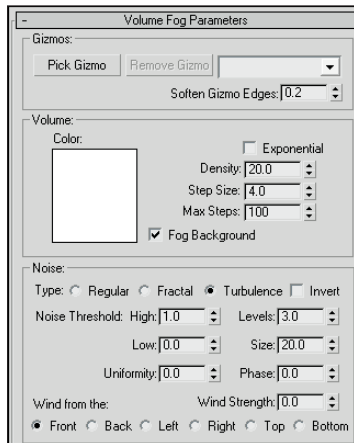 - Volume Fog Parameters
Gizmos:
Pick Gizmo Remove Gizmo
Soften Gizmo Edges: 0.2
Volume:
Color:
Exponential
Density: 20.0
Step Size: 4.0
Max Steps: 100
Fog Background
Noise:
Type: Regular Fractal Turbulence Invert
Noise Threshold: High: 1.0 Levels: 3.0
Low: 0.0 Size: 20.0
Uniformity: 0.0 Phase: 0.0
Wind from the: Wind Strength: 0.0
Front Back Left Right Top Bottom